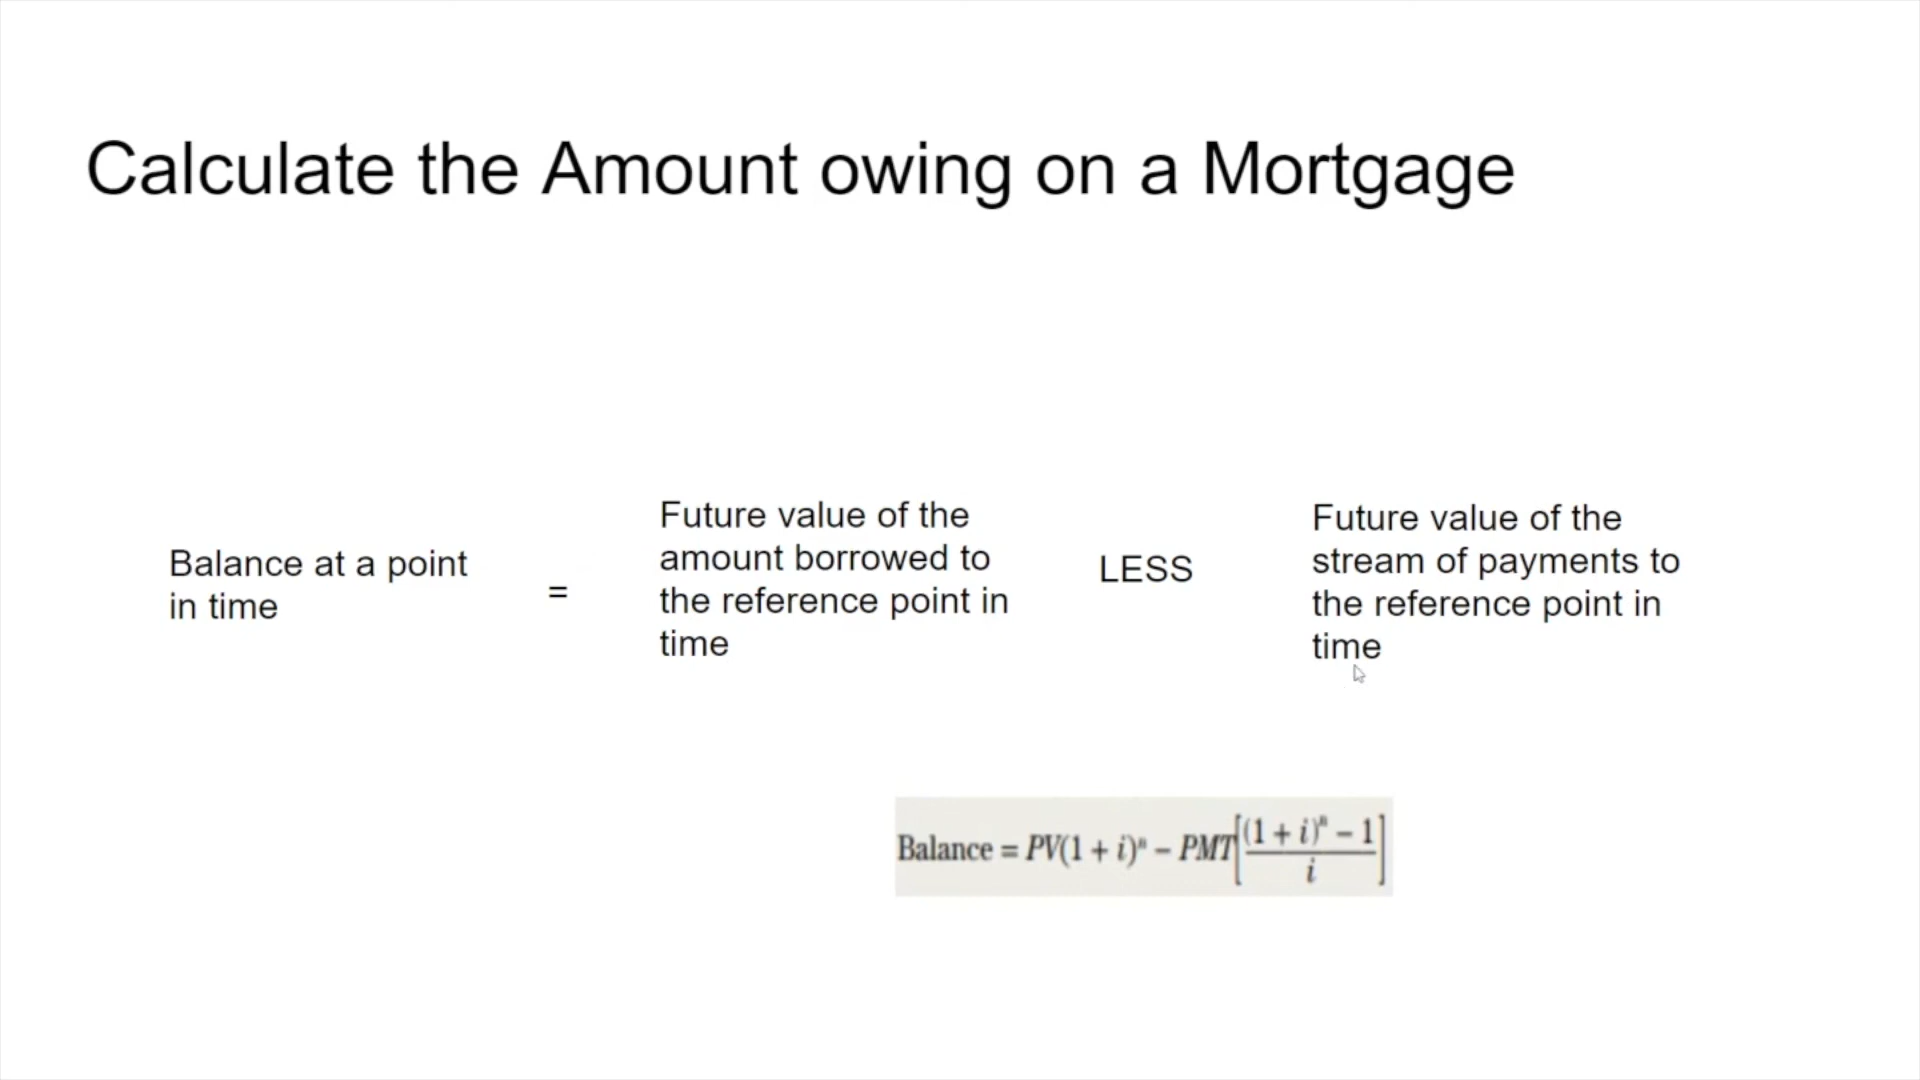 Calculate the Amount owing on a Mortgage
Balance at a point
in time
=
Future value of the
amount borrowed to
the reference point in
time
LESS
Future value of the
stream of payments to
the reference point in
time
Balance = PV(1 + i)ⁿ − PMT[((1 + i)ⁿ − 1)/i]